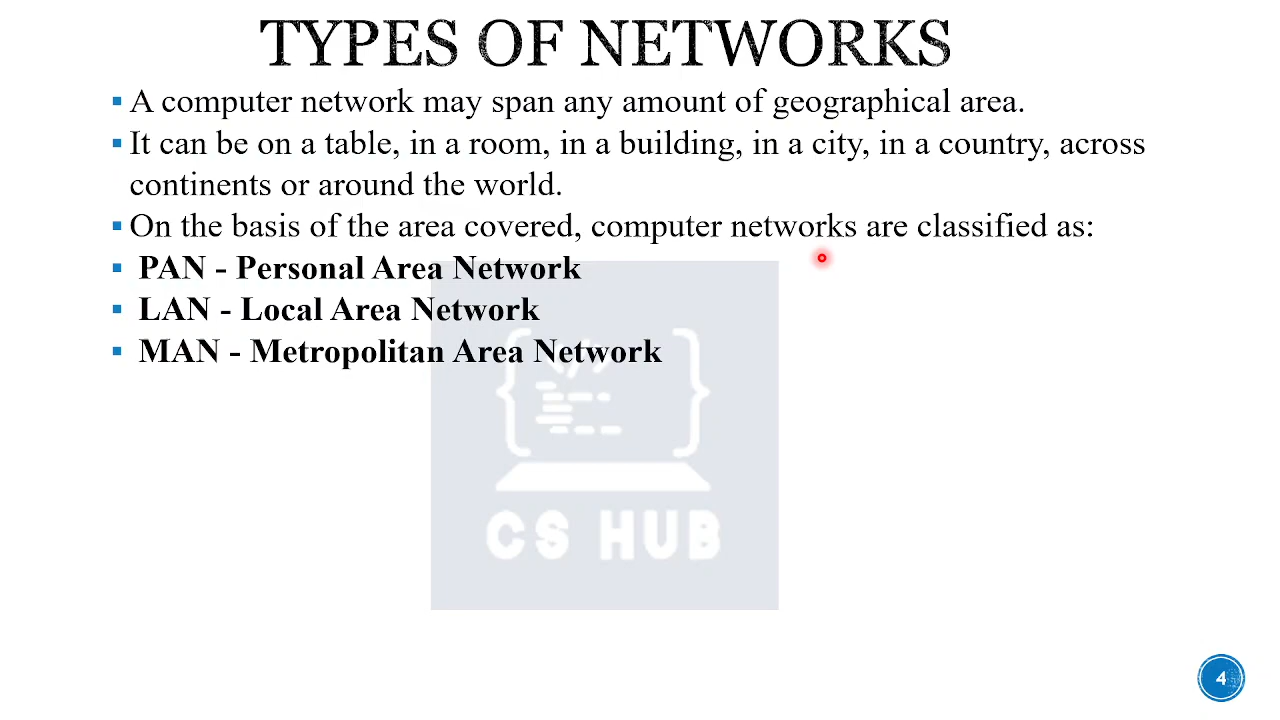 TYPES OF NETWORKS
▪ A computer network may span any amount of geographical area.
▪ It can be on a table, in a room, in a building, in a city, in a country, across
continents or around the world.
▪ On the basis of the area covered, computer networks are classified as:
▪ PAN - Personal Area Network
▪ LAN - Local Area Network
▪ MAN - Metropolitan Area Network
CS HUB
4